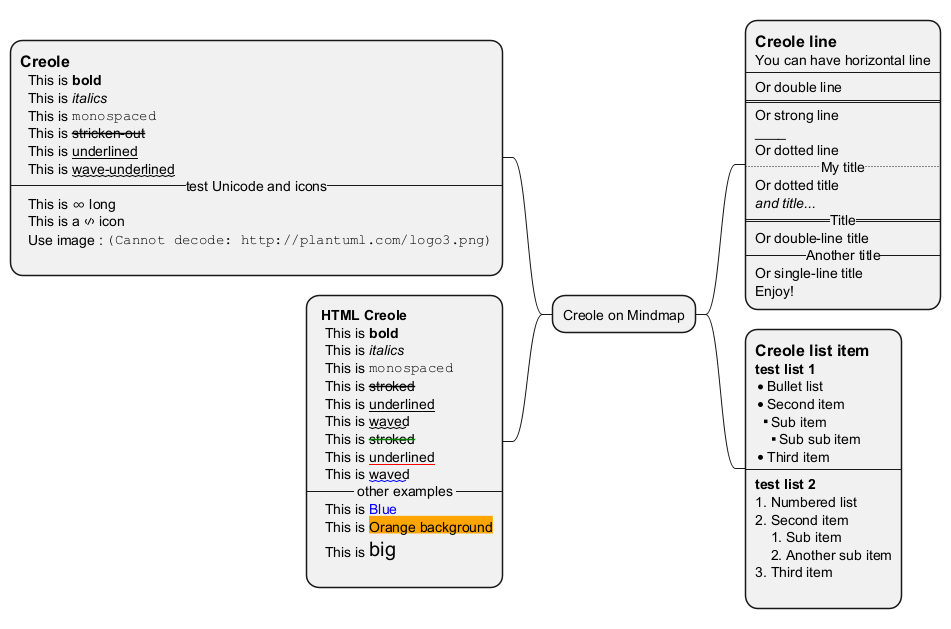 Creole
This is bold
This is italics
This is monospaced
This is stricken-out
This is underlined
This is wave-underlined
test Unicode and icons
This is ∞ long
This is a icon
Use image : (Cannot decode: http://plantuml.com/logo3.png)
HTML Creole
This is bold
This is italics
This is monospaced
This is stroked
This is underlined
This is waved
This is stroked
This is underlined
This is waved
other examples
This is Blue
This is Orange background
This is big
Creole on Mindmap
Creole line
You can have horizontal line
Or double line
Or strong line
____
Or dotted line
My title
Or dotted title
and title...
Title
Or double-line title
Another title
Or single-line title
Enjoy!
Creole list item
test list 1
• Bullet list
• Second item
▪ Sub item
▪ Sub sub item
• Third item
test list 2
1. Numbered list
2. Second item
1. Sub item
2. Another sub item
3. Third item